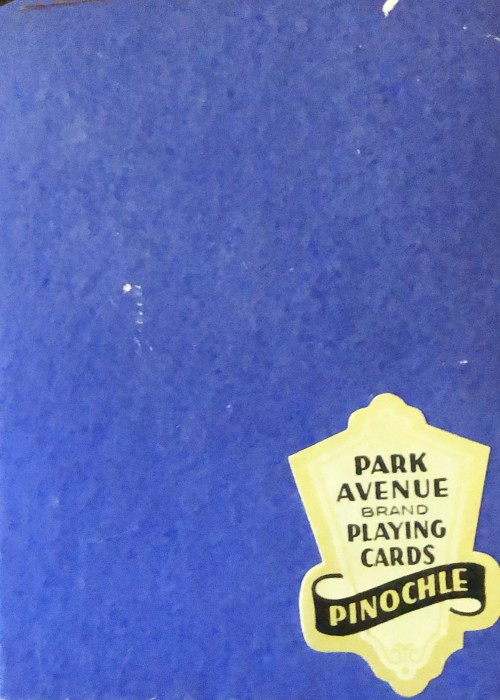 PARK
AVENUE
BRAND
PLAYING
CARDS
PINOCHLE